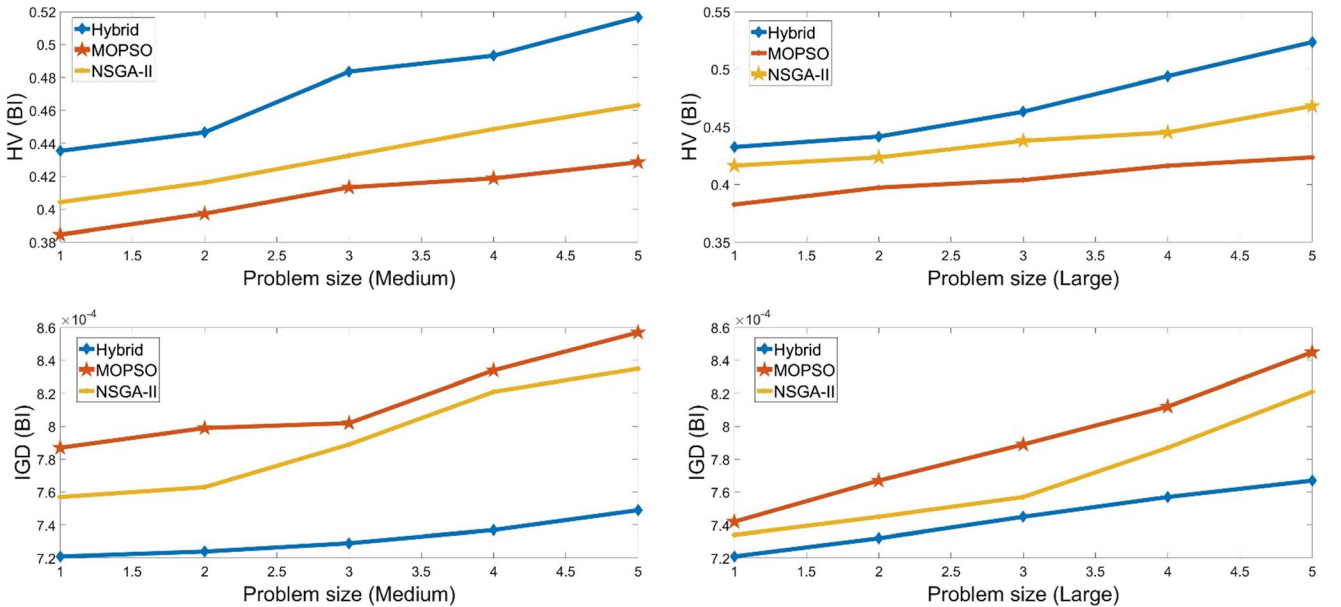 0.52
0.5
0.48
0.46
0.44
0.42
0.4
0.38
HV (BI)
Hybrid
MOPSO
NSGA-II
1 1.5 2 2.5 3 3.5 4 4.5 5
Problem size (Medium)
0.55
0.5
0.45
0.4
0.35
HV (BI)
Hybrid
MOPSO
NSGA-II
1 1.5 2 2.5 3 3.5 4 4.5 5
Problem size (Large)
×10-4
8.6
8.4
8.2
8
7.8
7.6
7.4
7.2
IGD (BI)
Hybrid
MOPSO
NSGA-II
1 1.5 2 2.5 3 3.5 4 4.5 5
Problem size (Medium)
×10-4
8.6
8.4
8.2
8
7.8
7.6
7.4
7.2
IGD (BI)
Hybrid
MOPSO
NSGA-II
1 1.5 2 2.5 3 3.5 4 4.5 5
Problem size (Large)